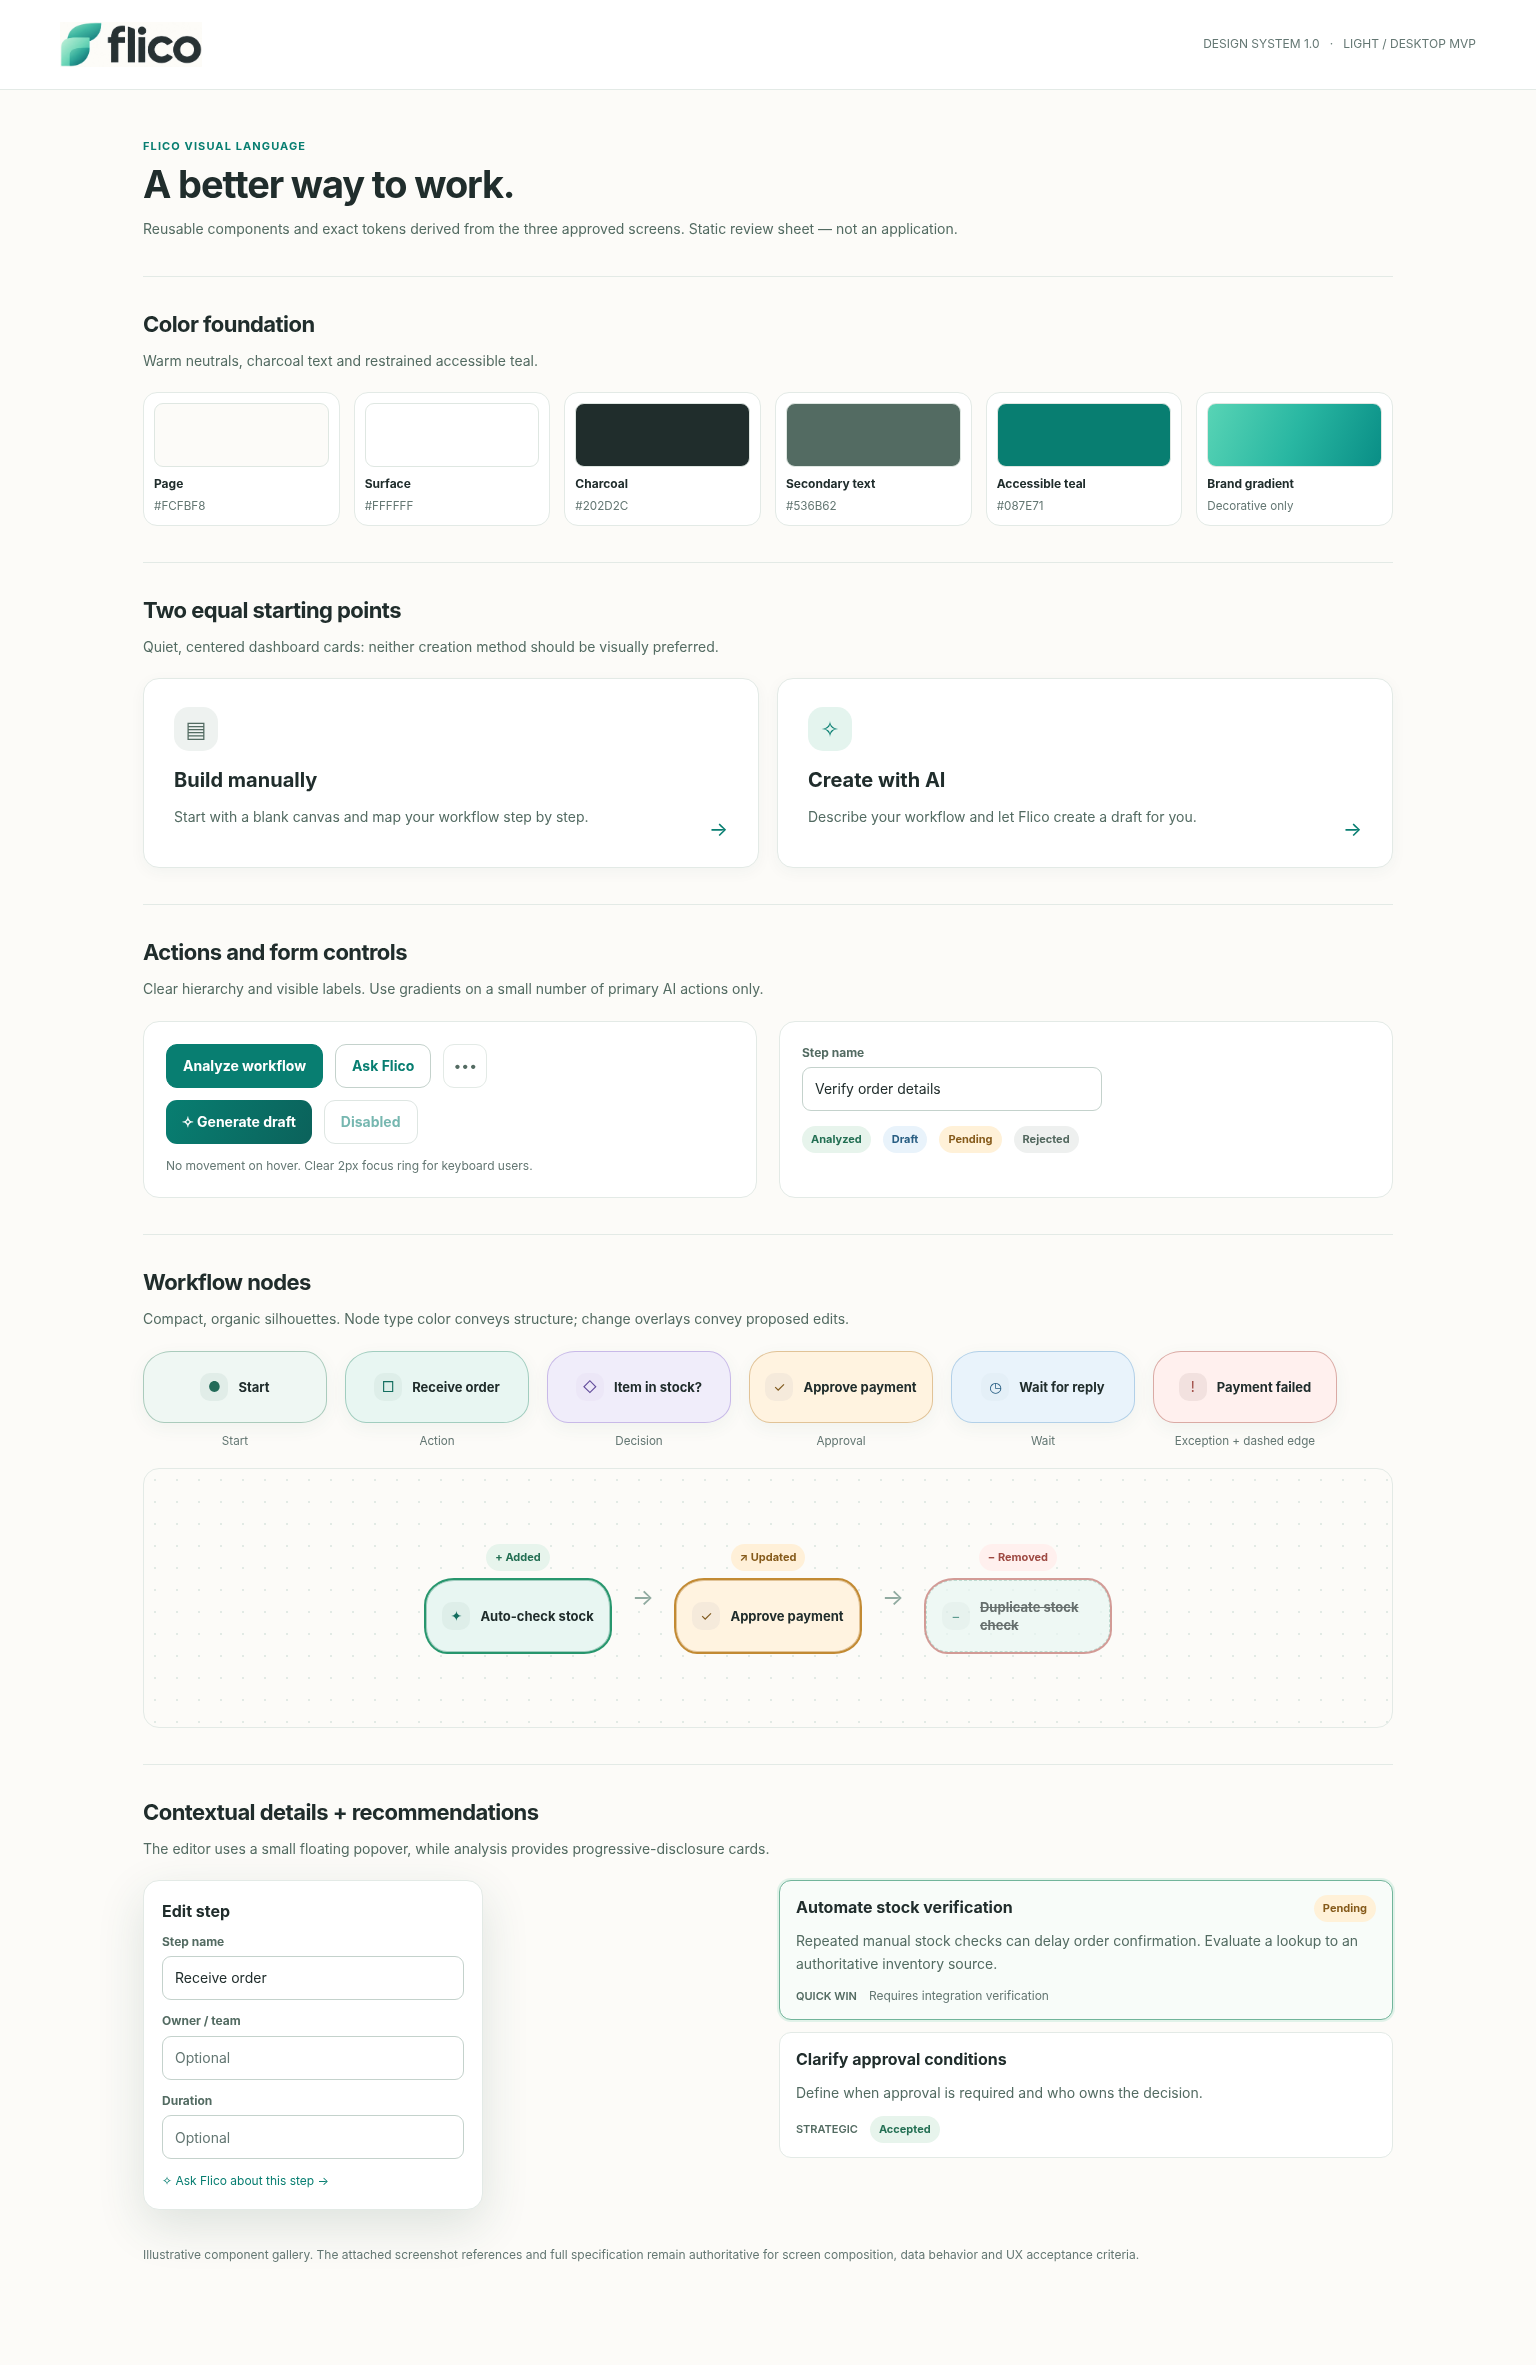 flico
DESIGN SYSTEM 1.0 · LIGHT / DESKTOP MVP
FLICO VISUAL LANGUAGE
A better way to work.
Reusable components and exact tokens derived from the three approved screens. Static review sheet — not an application.
Color foundation
Warm neutrals, charcoal text and restrained accessible teal.
Page
#FCFBF8
Surface
#FFFFFF
Charcoal
#202D2C
Secondary text
#536B62
Accessible teal
#087E71
Brand gradient
Decorative only
Two equal starting points
Quiet, centered dashboard cards: neither creation method should be visually preferred.
Build manually
Start with a blank canvas and map your workflow step by step.
→
Create with AI
Describe your workflow and let Flico create a draft for you.
→
Actions and form controls
Clear hierarchy and visible labels. Use gradients on a small number of primary AI actions only.
Analyze workflow
Ask Flico
•••
✧ Generate draft
Disabled
No movement on hover. Clear 2px focus ring for keyboard users.
Step name
Verify order details
Analyzed
Draft
Pending
Rejected
Workflow nodes
Compact, organic silhouettes. Node type color conveys structure; change overlays convey proposed edits.
Start
Receive order
Item in stock?
Approve payment
Wait for reply
! Payment failed
Start
Action
Decision
Approval
Wait
Exception + dashed edge
+ Added
↗ Updated
− Removed
✦ Auto-check stock
→
✓ Approve payment
→
− Duplicate stock
check
Contextual details + recommendations
The editor uses a small floating popover, while analysis provides progressive-disclosure cards.
Edit step
Step name
Receive order
Owner / team
Optional
Duration
Optional
✧ Ask Flico about this step →
Automate stock verification
Pending
Repeated manual stock checks can delay order confirmation. Evaluate a lookup to an
authoritative inventory source.
QUICK WIN Requires integration verification
Clarify approval conditions
Define when approval is required and who owns the decision.
STRATEGIC Accepted
Illustrative component gallery. The attached screenshot references and full specification remain authoritative for screen composition, data behavior and UX acceptance criteria.